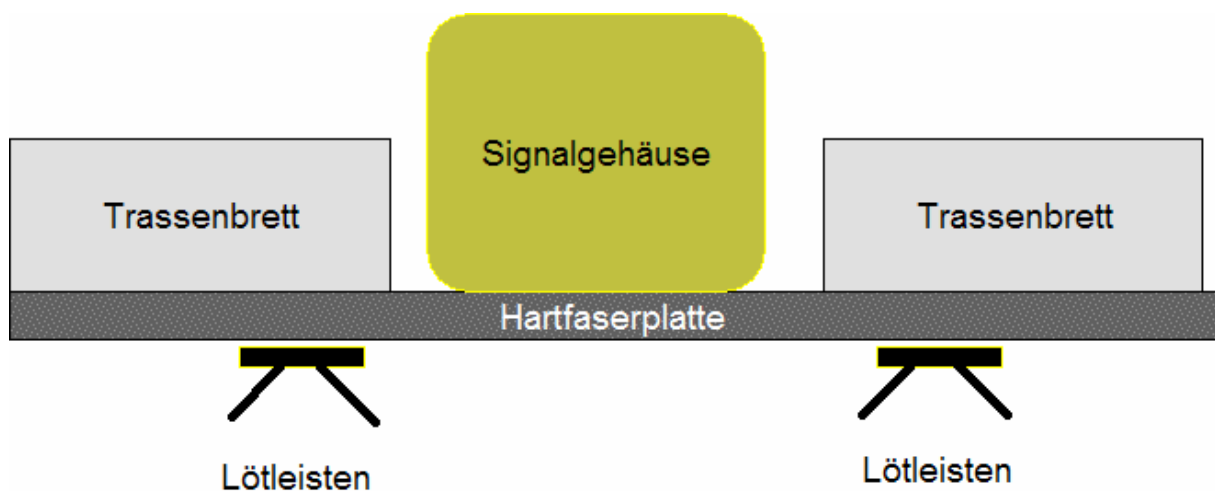 Signalgehäuse
Trassenbrett
Trassenbrett
Hartfaserplatte
Lötleisten
Lötleisten